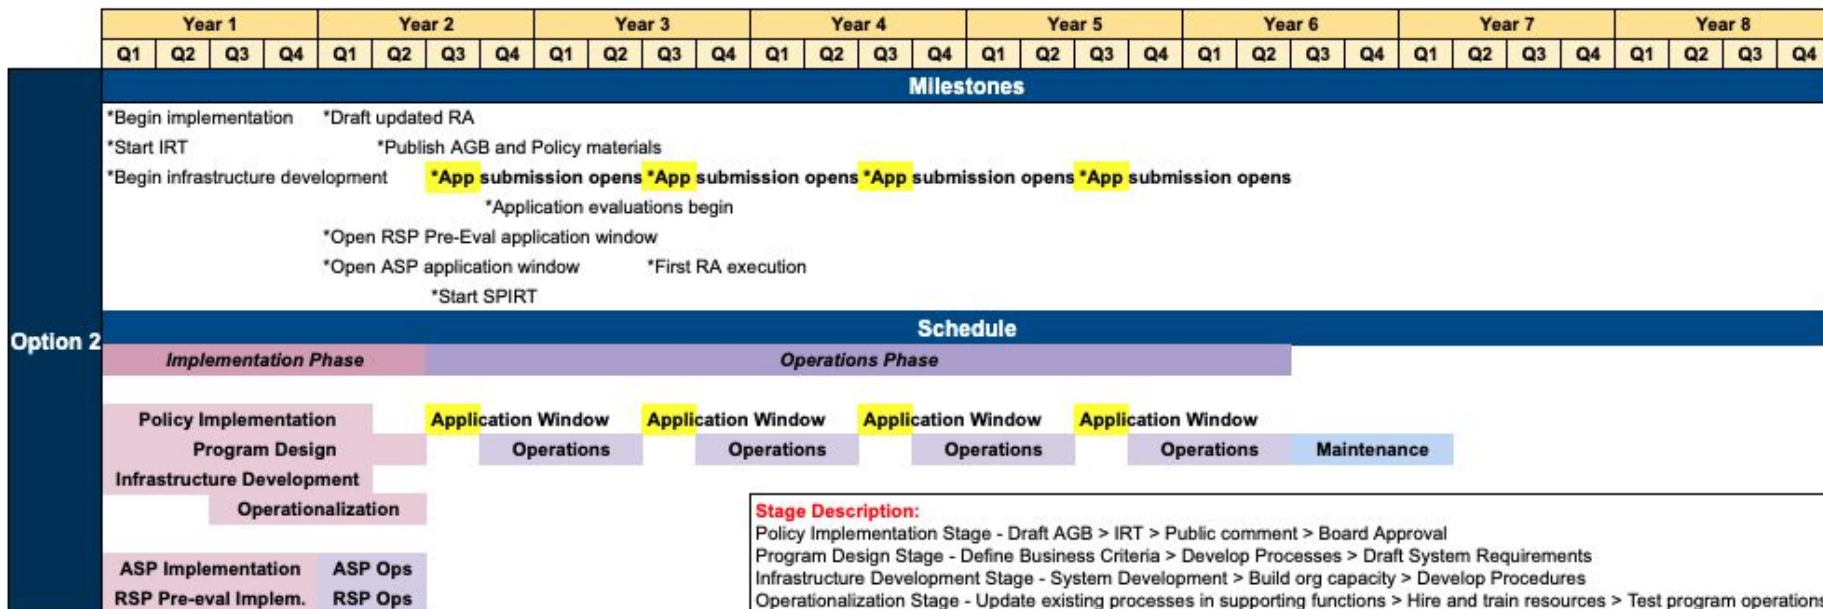 Year 1 Year 2 Year 3 Year 4 Year 5 Year 6 Year 7 Year 8
Q1 Q2 Q3 Q4 Q1 Q2 Q3 Q4 Q1 Q2 Q3 Q4 Q1 Q2 Q3 Q4 Q1 Q2 Q3 Q4 Q1 Q2 Q3 Q4 Q1 Q2 Q3 Q4 Q1 Q2 Q3 Q4
Milestones
*Begin implementation *Draft updated RA
*Start IRT *Publish AGB and Policy materials
*Begin infrastructure development *App submission opens *App submission opens *App submission opens *App submission opens
*Application evaluations begin
*Open RSP Pre-Eval application window
*Open ASP application window *First RA execution
*Start SPIRT
Option 2
Schedule
Implementation Phase Operations Phase
Policy Implementation Application Window Application Window Application Window Application Window
Program Design Operations Operations Operations Operations Maintenance
Infrastructure Development
Operationalization
Stage Description:
Policy Implementation Stage - Draft AGB > IRT > Public comment > Board Approval
Program Design Stage - Define Business Criteria > Develop Processes > Draft System Requirements
ASP Implementation ASP Ops
Infrastructure Development Stage - System Development > Build org capacity > Develop Procedures
RSP Pre-eval Implem. RSP Ops
Operationalization Stage - Update existing processes in supporting functions > Hire and train resources > Test program operations